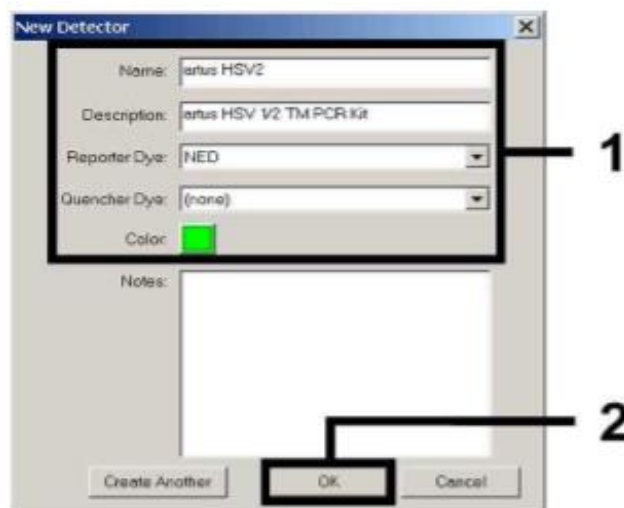 New Detector
Name: artus HSV2
Description: artus HSV 1/2 TM PCR Kit
Reporter Dye: NED
Quencher Dye: (none)
Color:
Notes:
Create Another OK Cancel
1
2